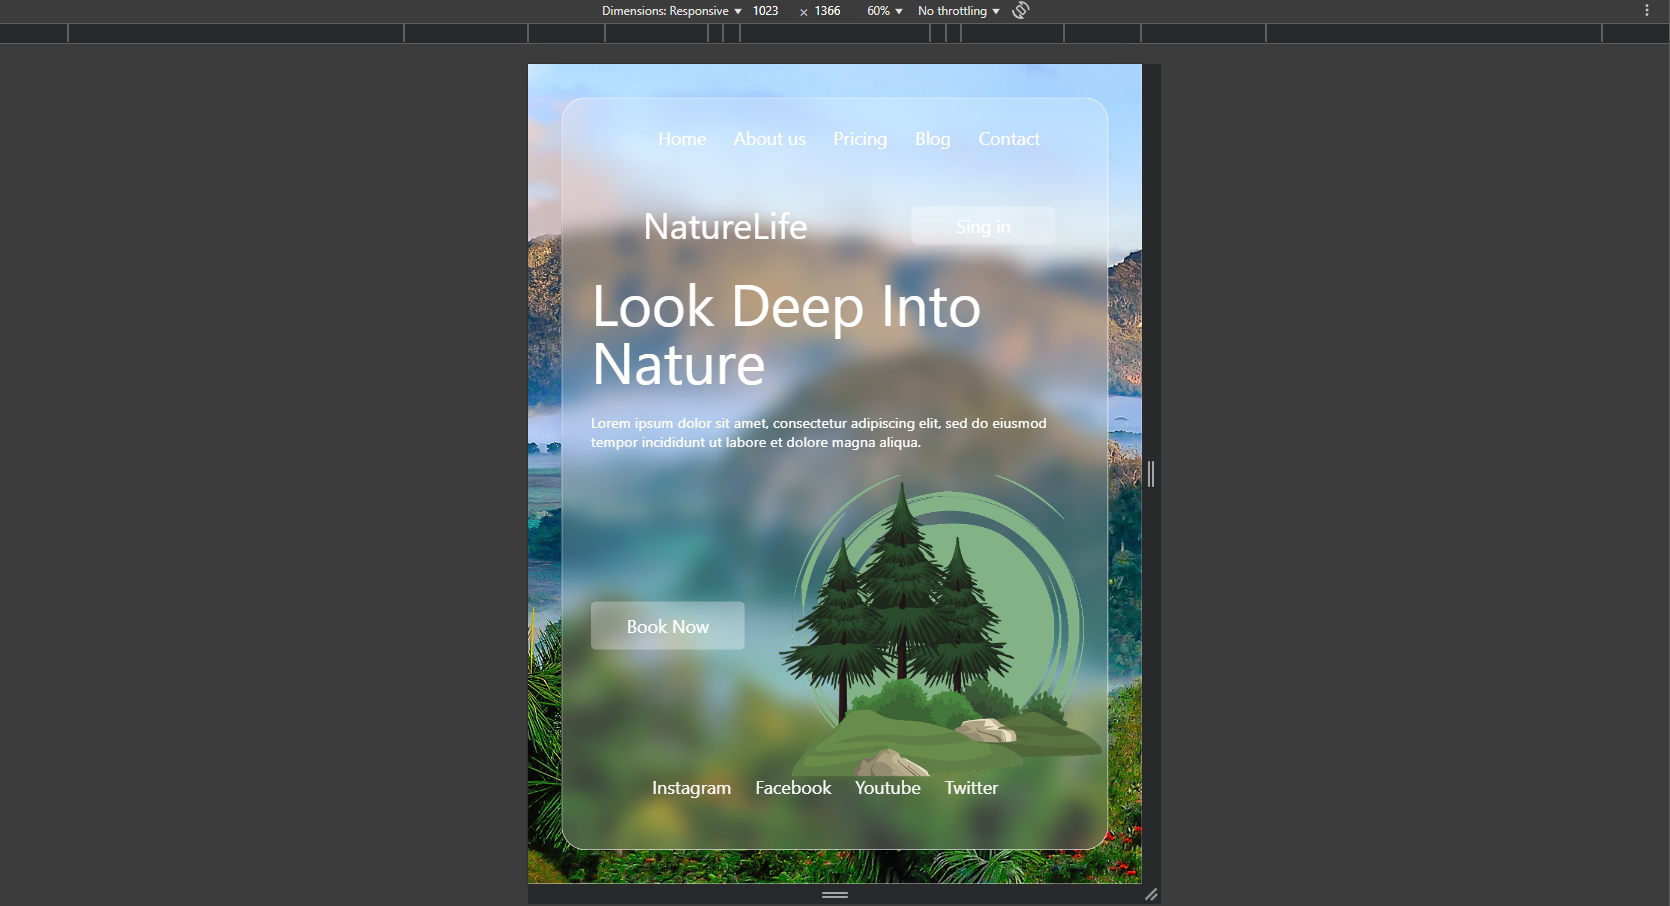 Dimensions: Responsive 1023 × 1366 60% No throttling
Home About us Pricing Blog Contact
NatureLife Sing in
Look Deep Into
Nature
Lorem ipsum dolor sit amet, consectetur adipiscing elit, sed do eiusmod
tempor incididunt ut labore et dolore magna aliqua.
Book Now
Instagram Facebook Youtube Twitter